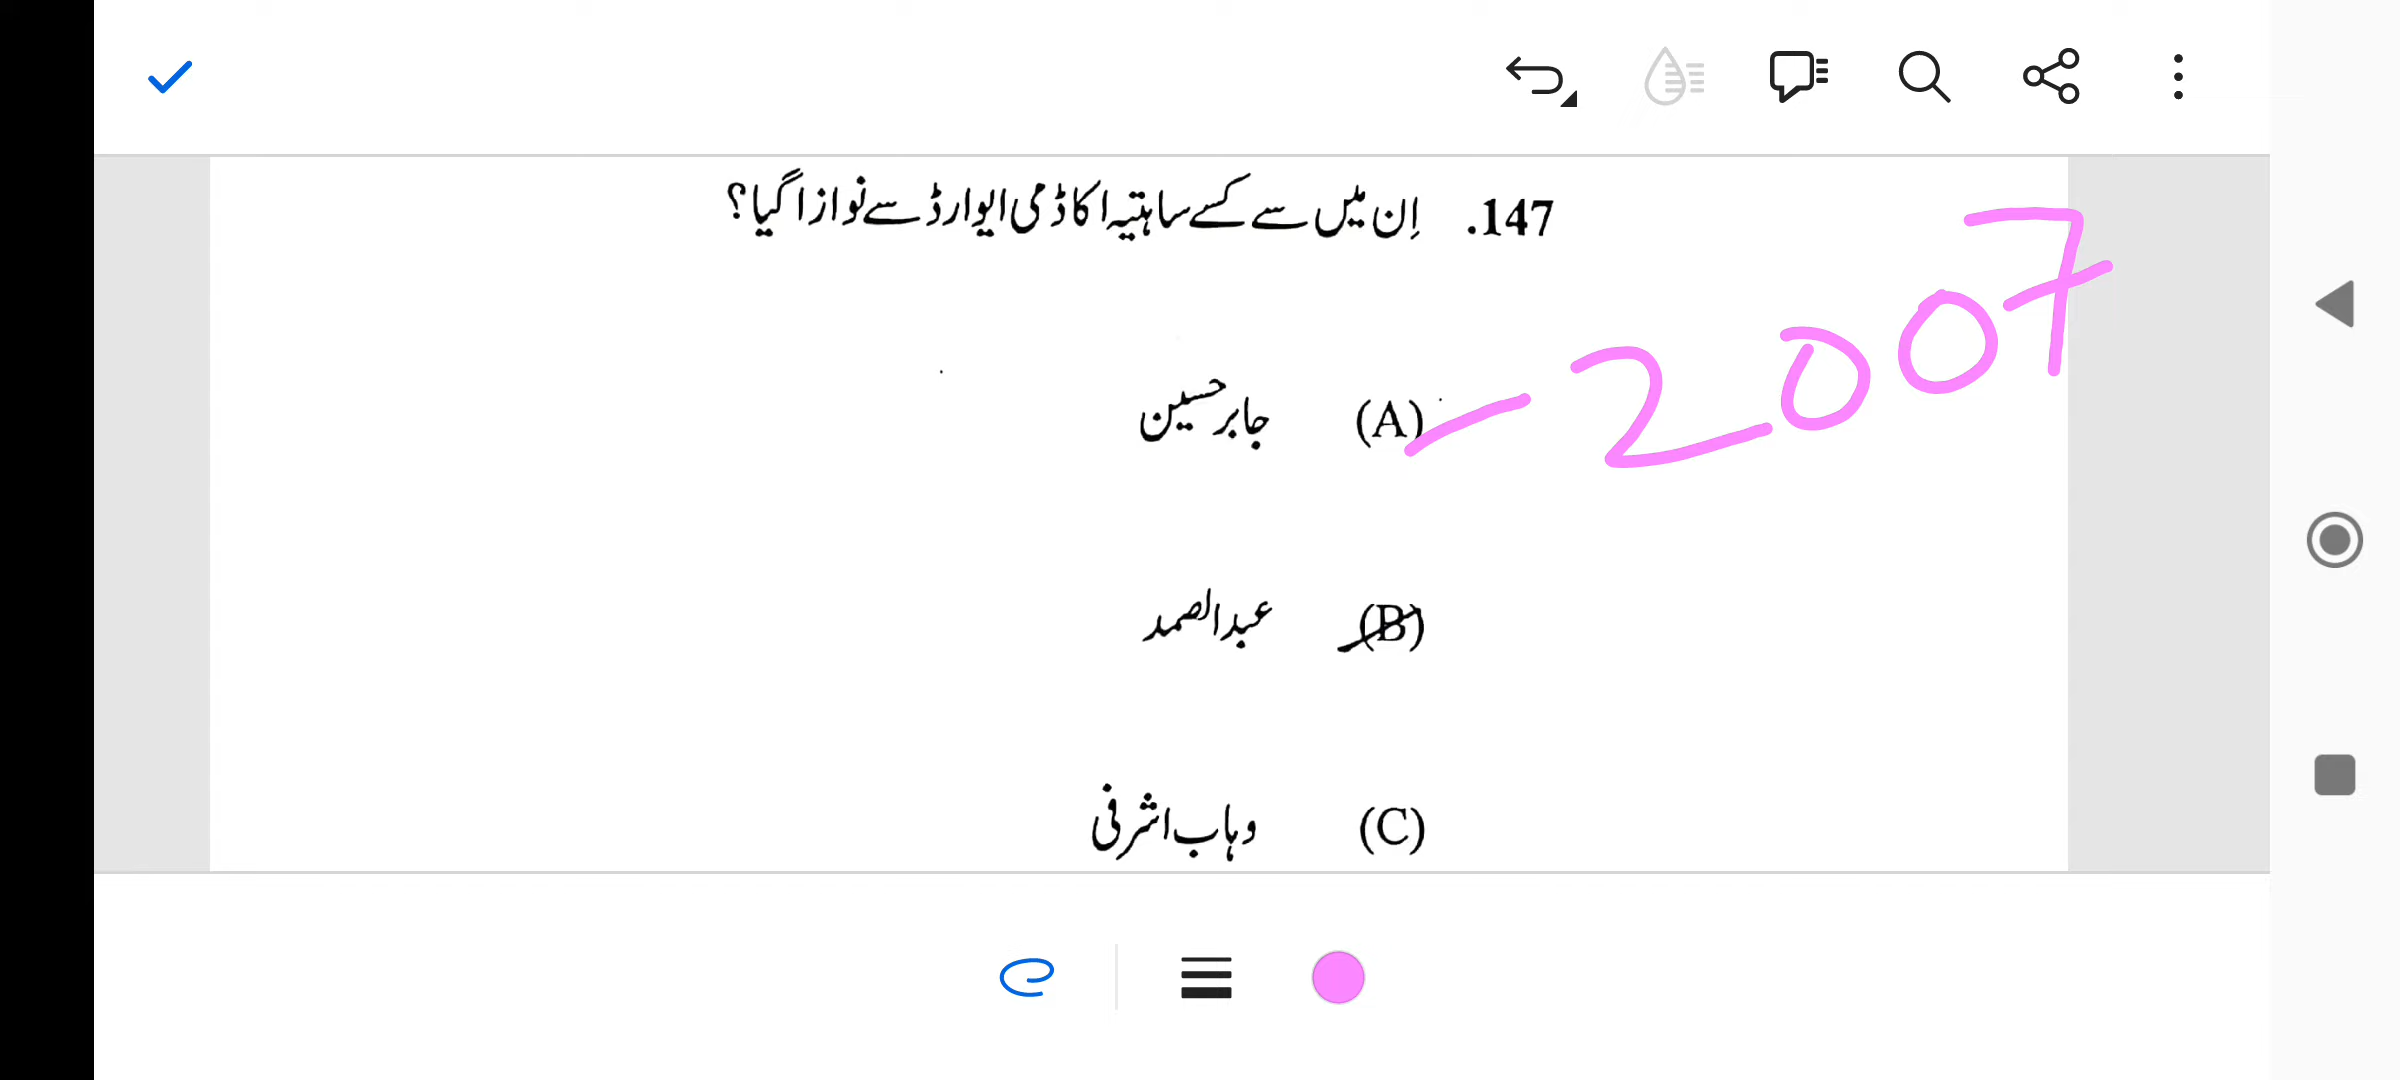 147. اِن میں سے کسے ساہتیہ اکاڈمی ایوارڈ سے نوازا گیا؟
(A) جابر حسین – 2007
(B) عبدالصمد
(C) وہاب اشرفی